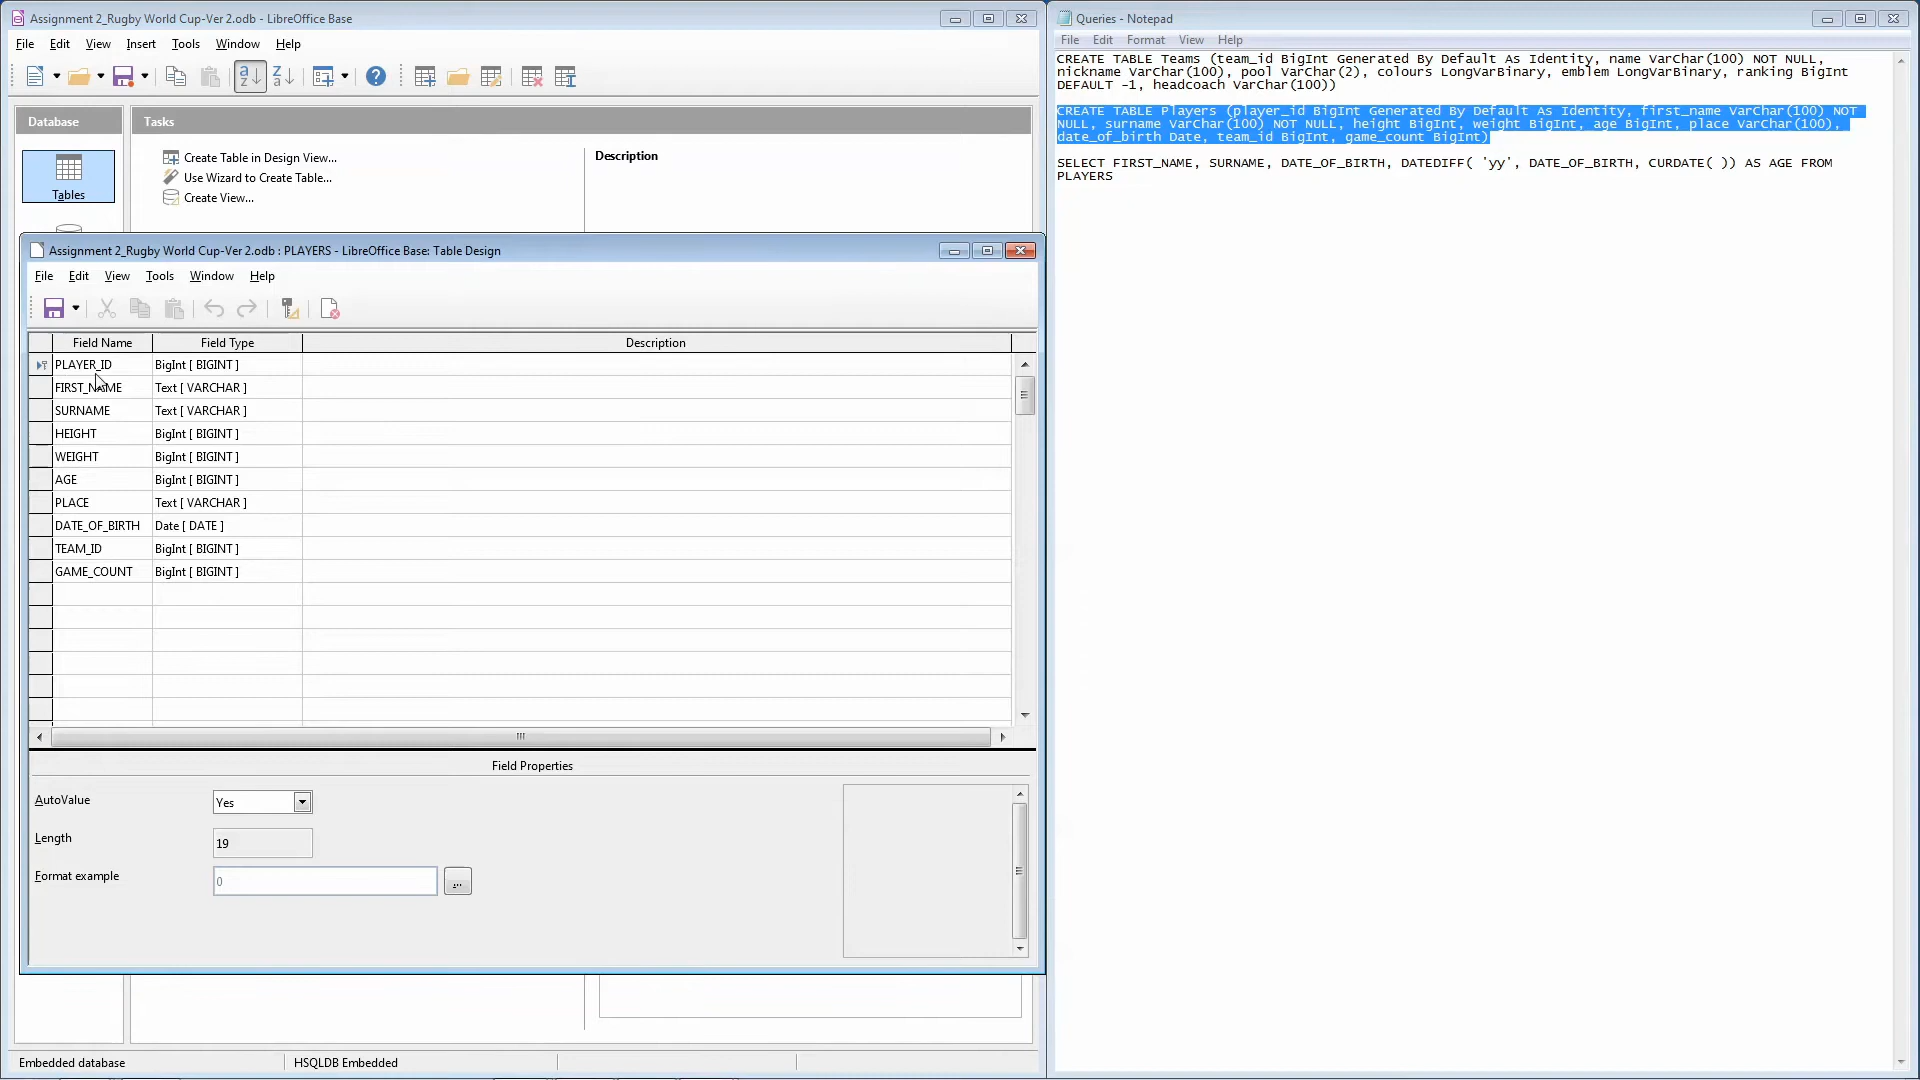 Assignment 2_Rugby World Cup-Ver 2.odb - LibreOffice Base
File Edit View Insert Tools Window Help
Database
Tasks
Tables
Create Table in Design View...
Use Wizard to Create Table...
Create View...
Description
Assignment 2_Rugby World Cup-Ver 2.odb : PLAYERS - LibreOffice Base: Table Design
File Edit View Tools Window Help
Field Name Field Type Description
PLAYER_ID BigInt [ BIGINT ]
FIRST_NAME Text [ VARCHAR ]
SURNAME Text [ VARCHAR ]
HEIGHT BigInt [ BIGINT ]
WEIGHT BigInt [ BIGINT ]
AGE BigInt [ BIGINT ]
PLACE Text [ VARCHAR ]
DATE_OF_BIRTH Date [ DATE ]
TEAM_ID BigInt [ BIGINT ]
GAME_COUNT BigInt [ BIGINT ]
Field Properties
AutoValue Yes
Length 19
Format example 0 ...
Embedded database HSQLDB Embedded
Queries - Notepad
File Edit Format View Help
CREATE TABLE Teams (team_id BigInt Generated By Default As Identity, name VarChar(100) NOT NULL,
nickname VarChar(100), pool VarChar(2), colours LongVarBinary, emblem LongVarBinary, ranking BigInt
DEFAULT -1, headcoach VarChar(100))
CREATE TABLE Players (player_id BigInt Generated By Default As Identity, first_name VarChar(100) NOT
NULL, surname VarChar(100) NOT NULL, height BigInt, weight BigInt, age BigInt, place VarChar(100),
date_of_birth Date, team_id BigInt, game_count BigInt)
SELECT FIRST_NAME, SURNAME, DATE_OF_BIRTH, DATEDIFF( 'yy', DATE_OF_BIRTH, CURDATE( )) AS AGE FROM
PLAYERS